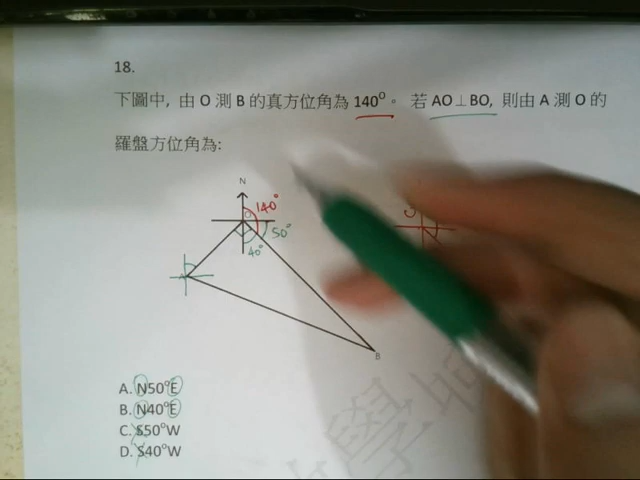 18.
下圖中, 由 O 測 B 的真方位角為 140°。 若 AO⊥BO, 則由 A 測 O 的
羅盤方位角為:
N
140°
50°
40°
A
B
A. N50°E
B. N40°E
C. S50°W
D. S40°W